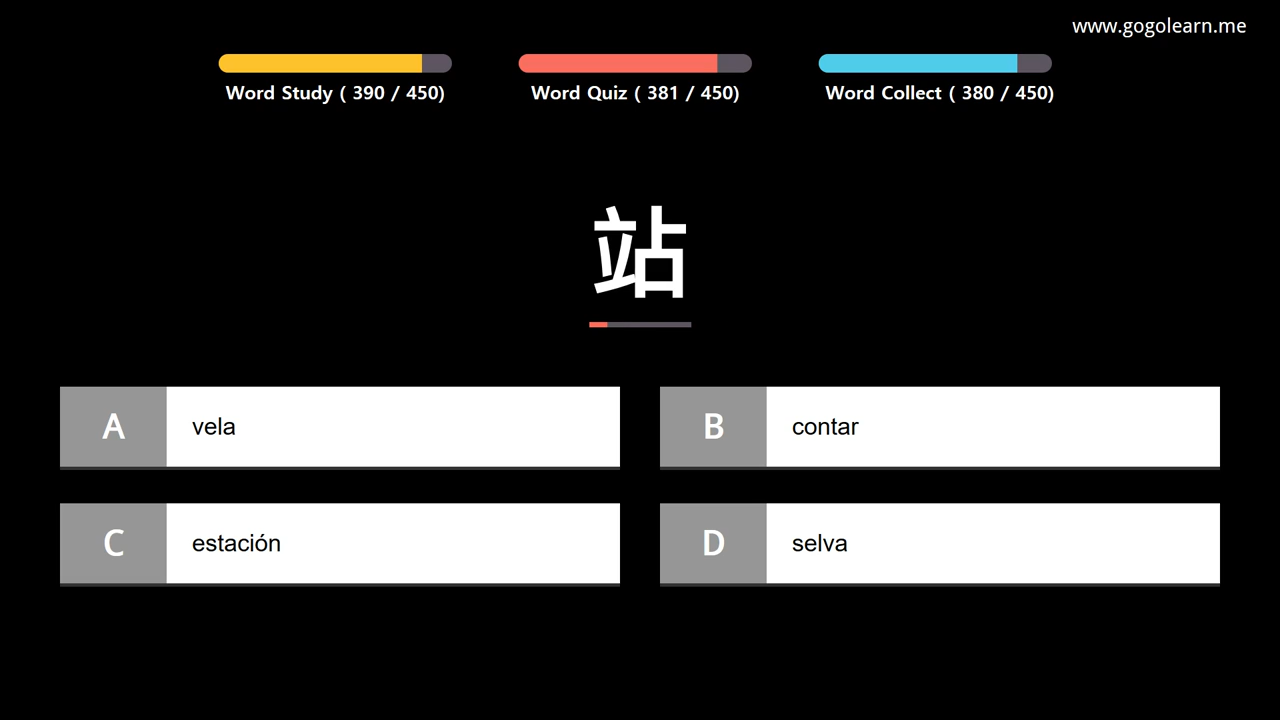 www.gogolearn.me
Word Study ( 390 / 450)
Word Quiz ( 381 / 450)
Word Collect ( 380 / 450)
站
A vela
B contar
C estación
D selva